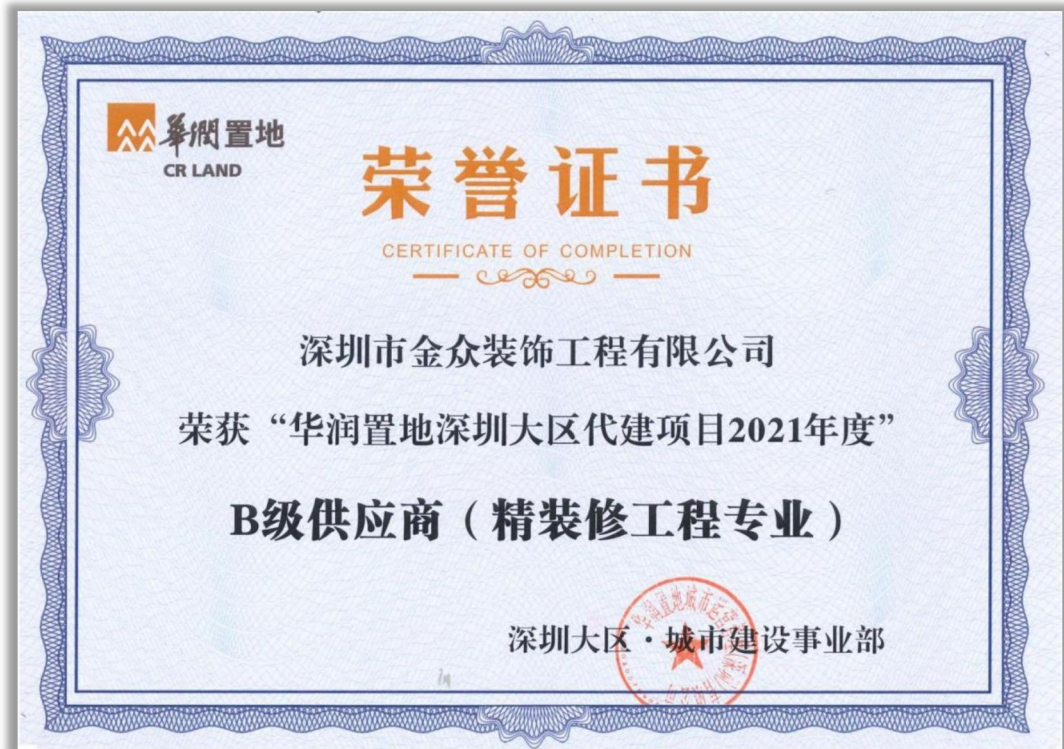 華润置地
CR LAND
荣誉证书
CERTIFICATE OF COMPLETION
深圳市金众装饰工程有限公司
荣获“华润置地深圳大区代建项目2021年度”
B级供应商（精装修工程专业）
深圳大区·城市建设事业部